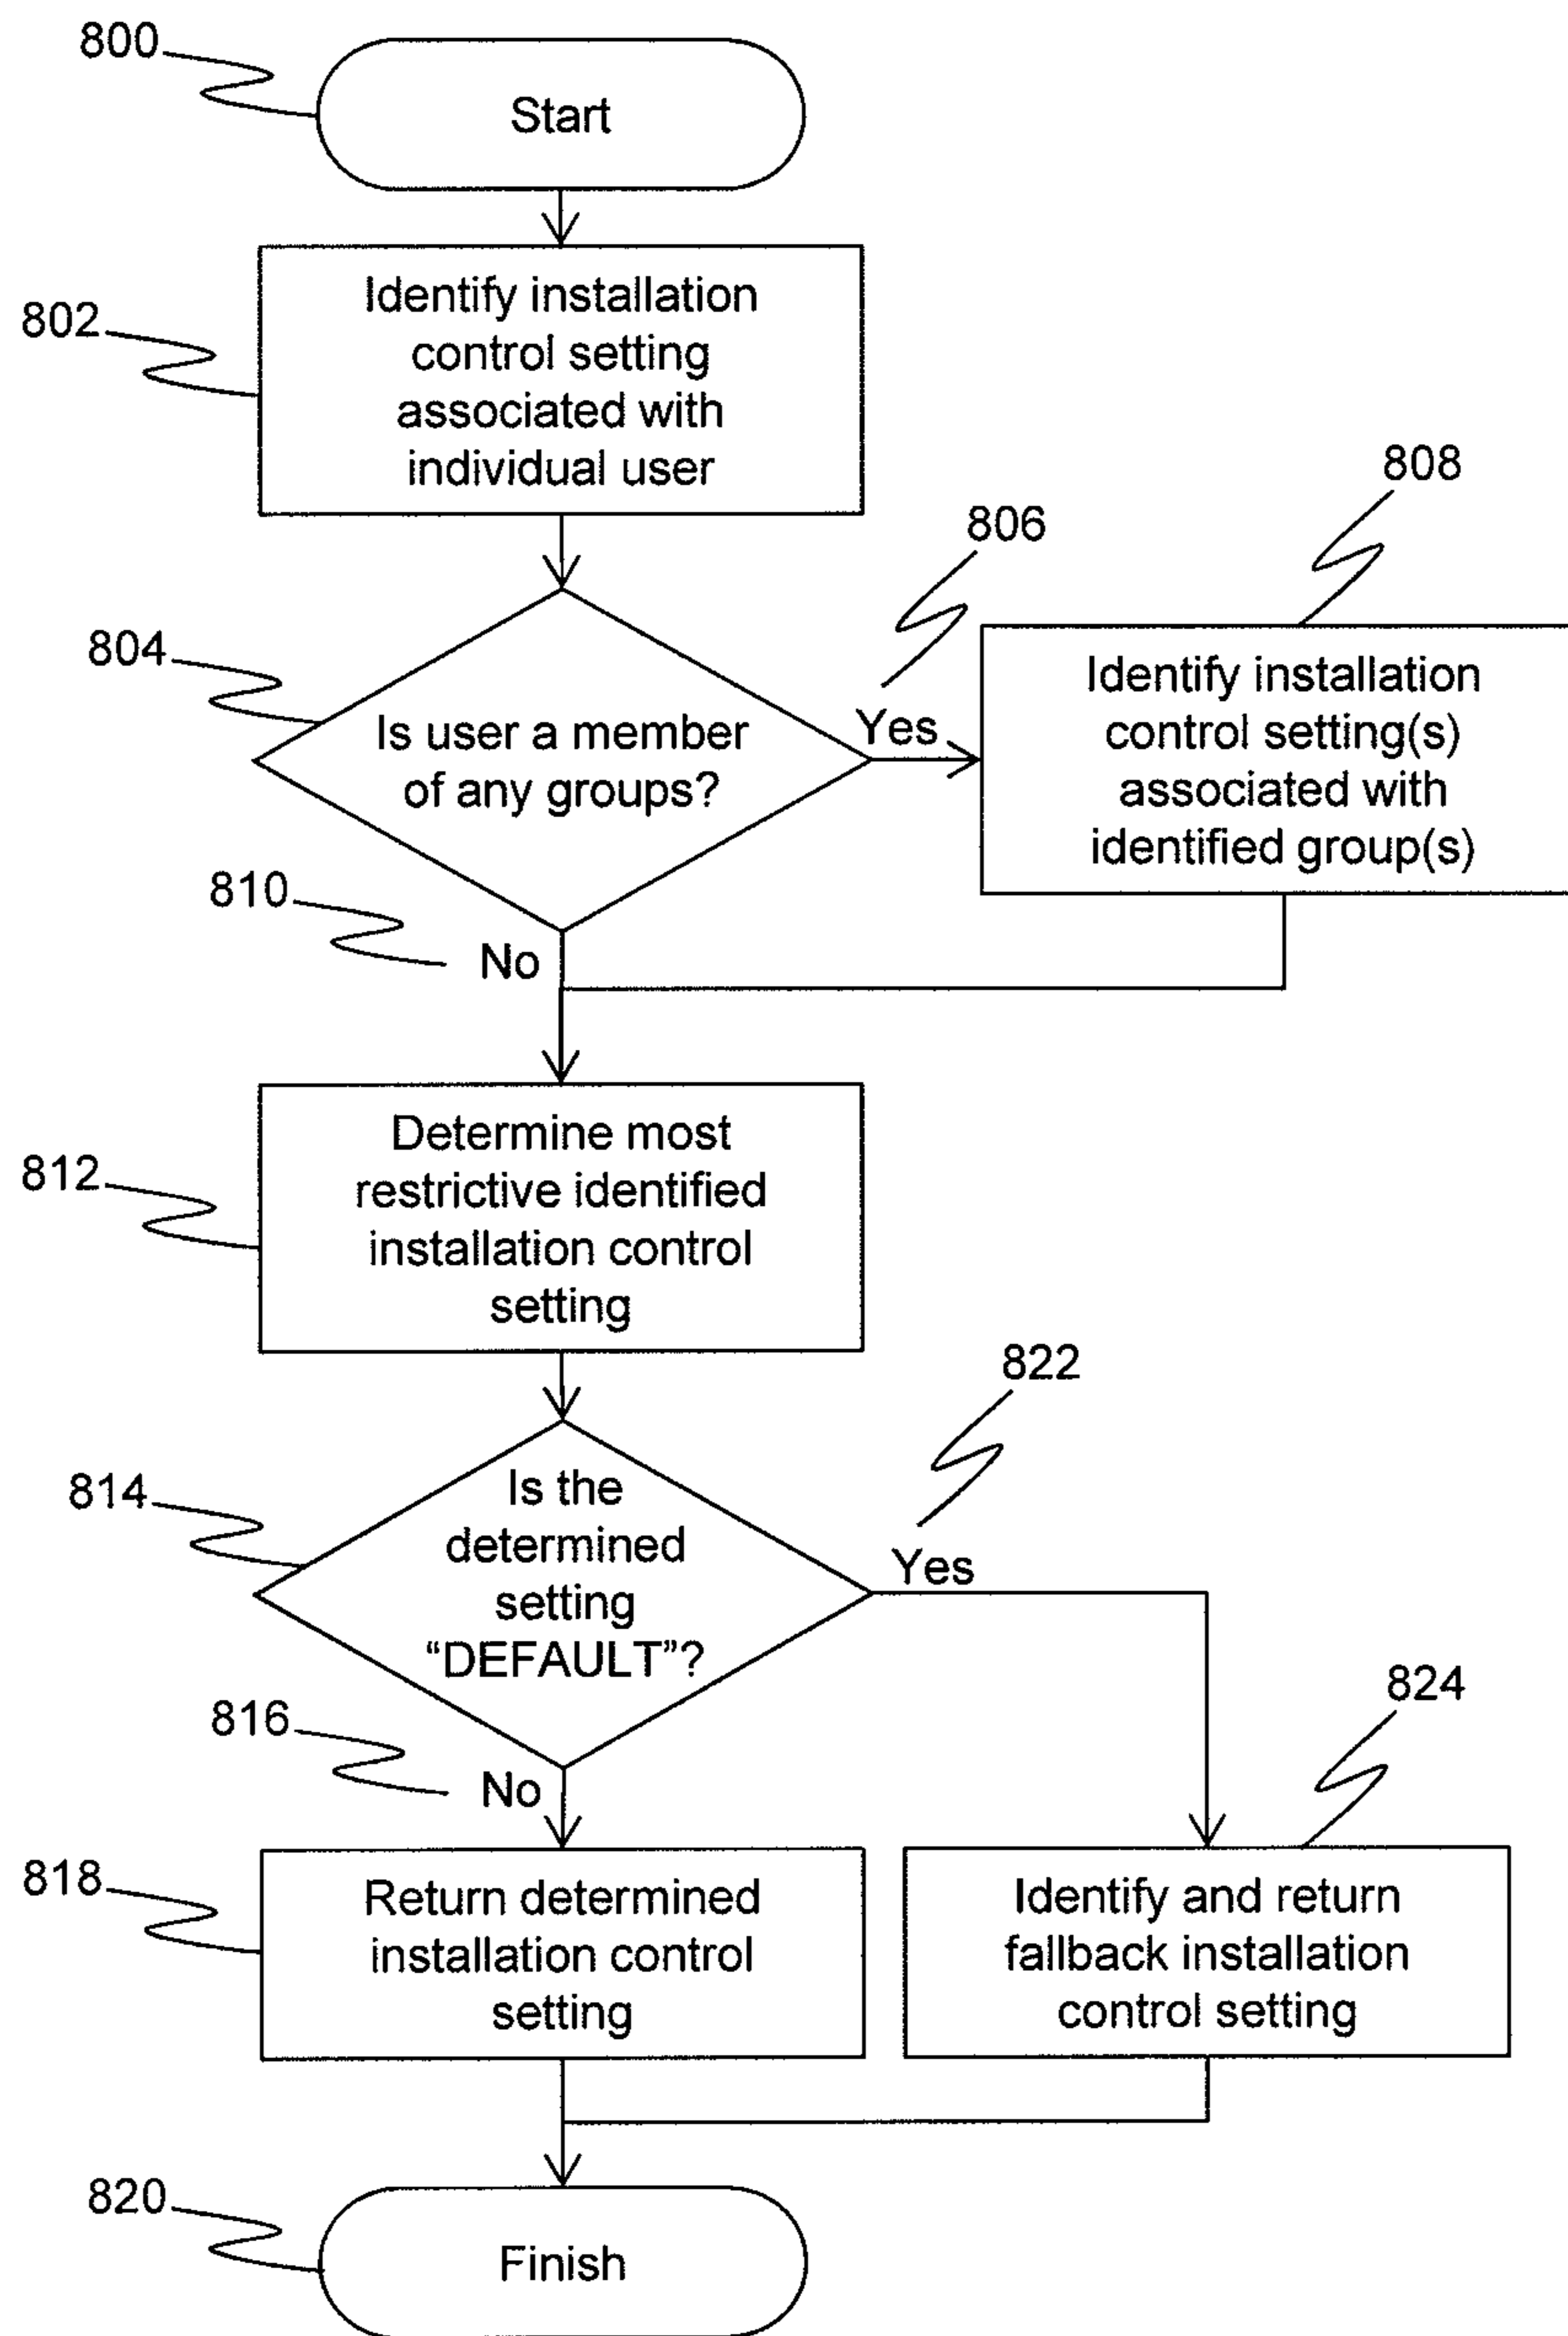 800
Start
802
Identify installation
control setting
associated with
individual user
808
806
804
Is user a member
of any groups?
Yes
Identify installation
control setting(s)
associated with
identified group(s)
810
No
812
Determine most
restrictive identified
installation control
setting
822
814
Is the
determined
setting
“DEFAULT”?
Yes
816
No
824
818
Return determined
installation control
setting
Identify and return
fallback installation
control setting
820
Finish